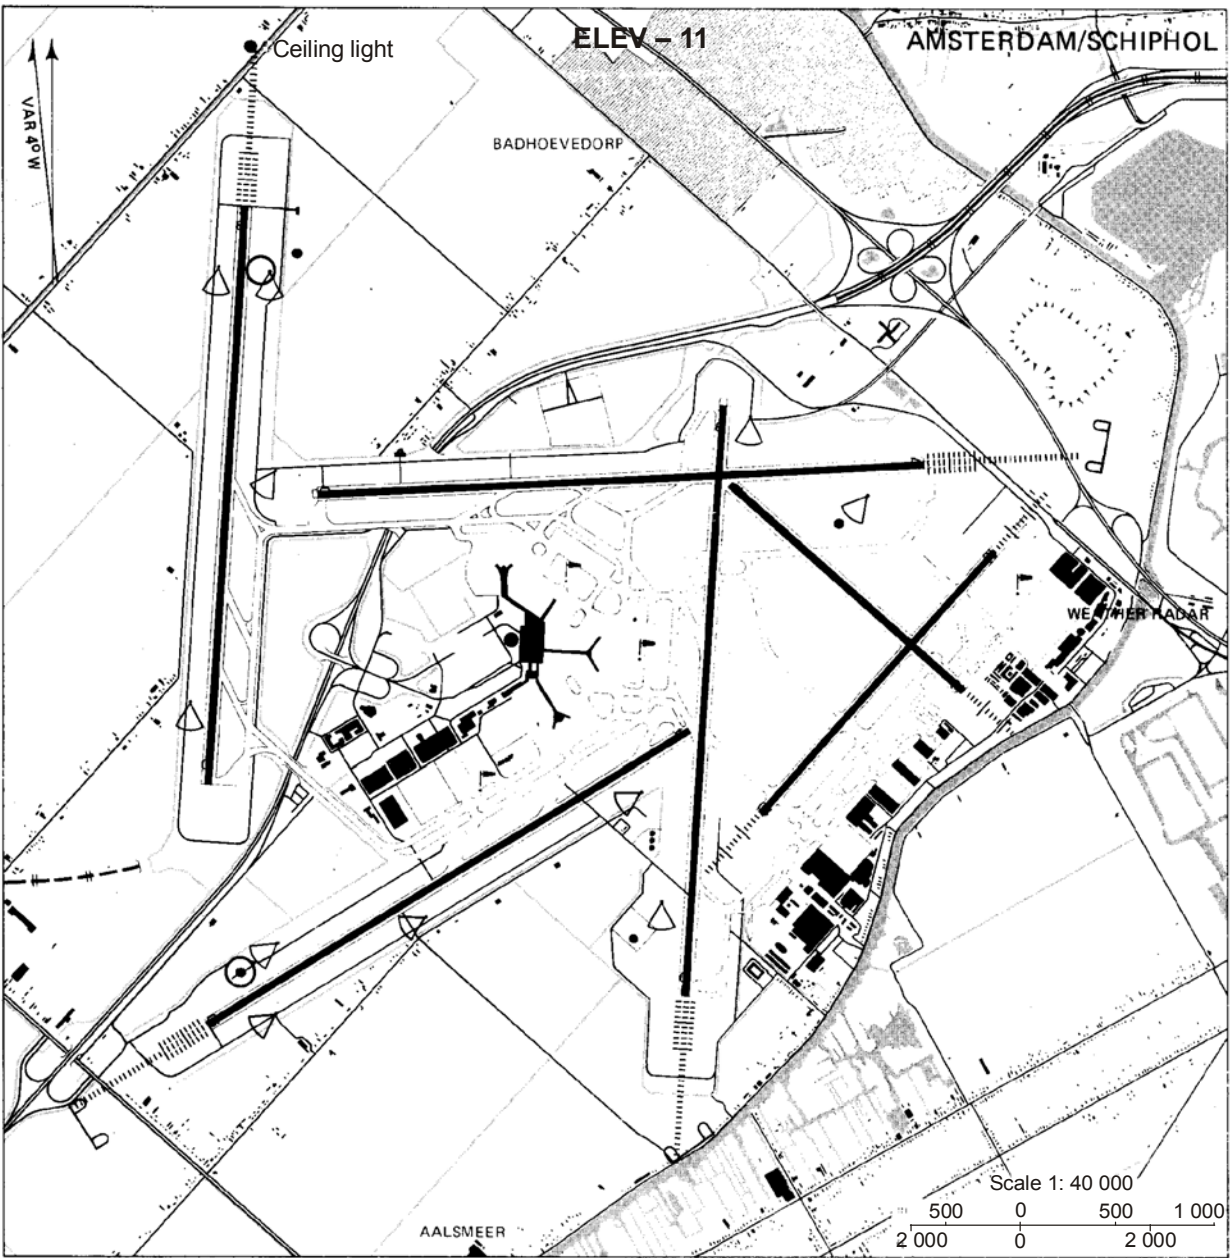 ELEV – 11
AMSTERDAM/SCHIPHOL
Ceiling light
VAR 4° W
BADHOEVEDORP
WEATHER RADAR
AALSMEER
Scale 1: 40 000
500 0 500 1 000
2 000 0 2 000